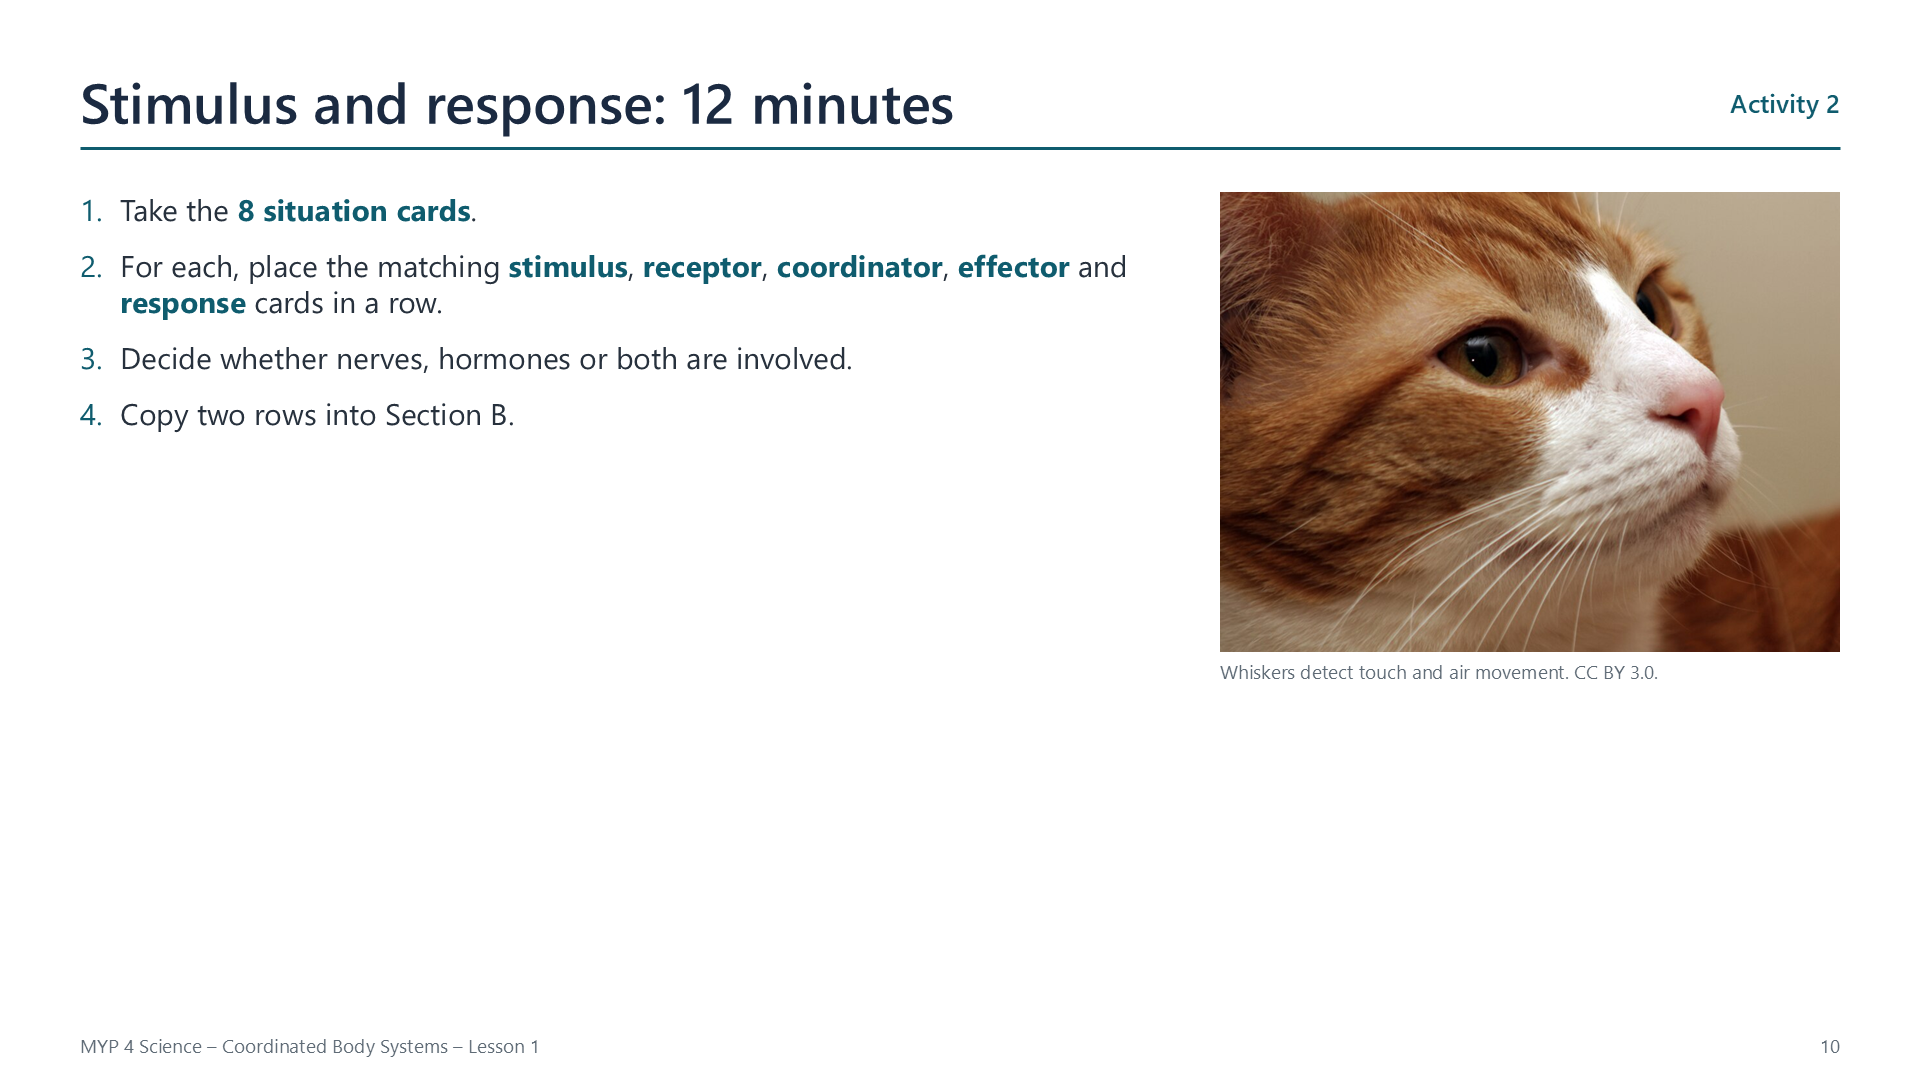 Stimulus and response: 12 minutes
Activity 2
1. Take the 8 situation cards.
2. For each, place the matching stimulus, receptor, coordinator, effector and
response cards in a row.
3. Decide whether nerves, hormones or both are involved.
4. Copy two rows into Section B.
Whiskers detect touch and air movement. CC BY 3.0.
MYP 4 Science – Coordinated Body Systems – Lesson 1
10